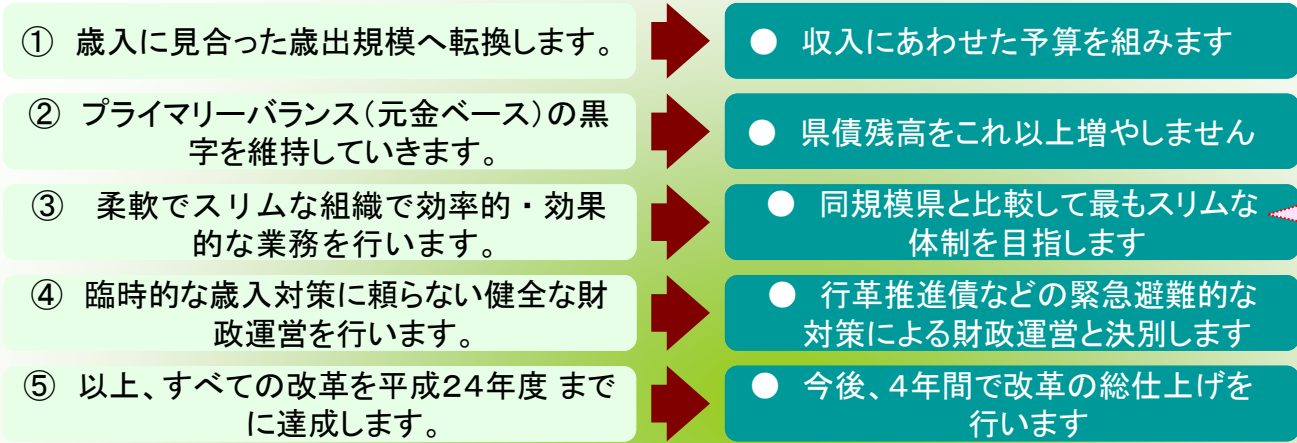 ① 歳入に見合った歳出規模へ転換します。
● 収入にあわせた予算を組みます
② プライマリーバランス(元金ベース)の黒
字を維持していきます。
● 県債残高をこれ以上増やしません
③ 柔軟でスリムな組織で効率的・効果
的な業務を行います。
● 同規模県と比較して最もスリムな
体制を目指します
④ 臨時的な歳入対策に頼らない健全な財
政運営を行います。
● 行革推進債などの緊急避難的な
対策による財政運営と決別します
⑤ 以上、すべての改革を平成24年度 まで
に達成します。
● 今後、4年間で改革の総仕上げを
行います